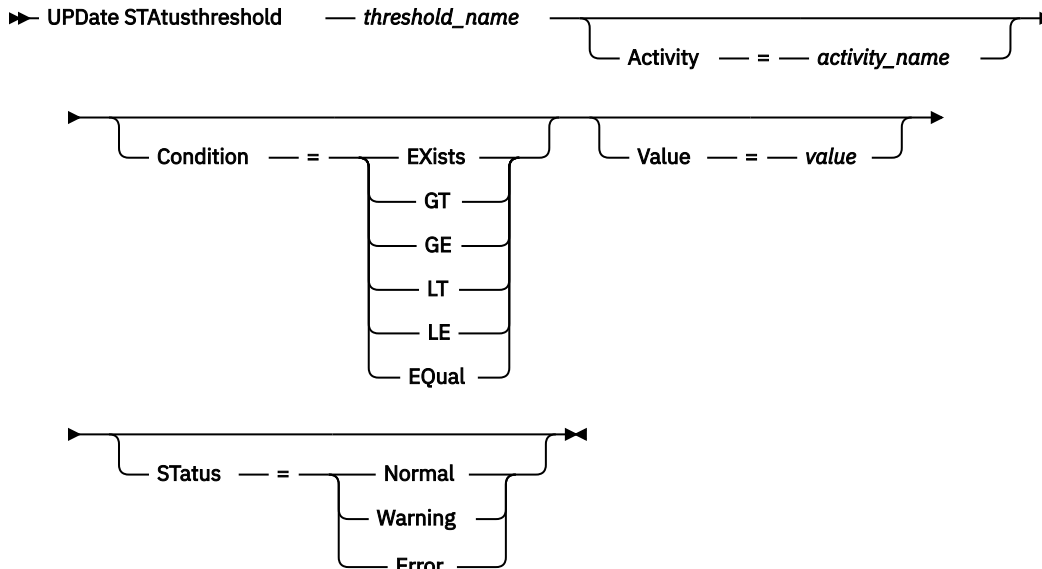 UPDate STAtusthreshold threshold_name
Activity = activity_name
Condition = EXists Value = value
GT
GE
LT
LE
EQual
STatus = Normal
Warning
Error